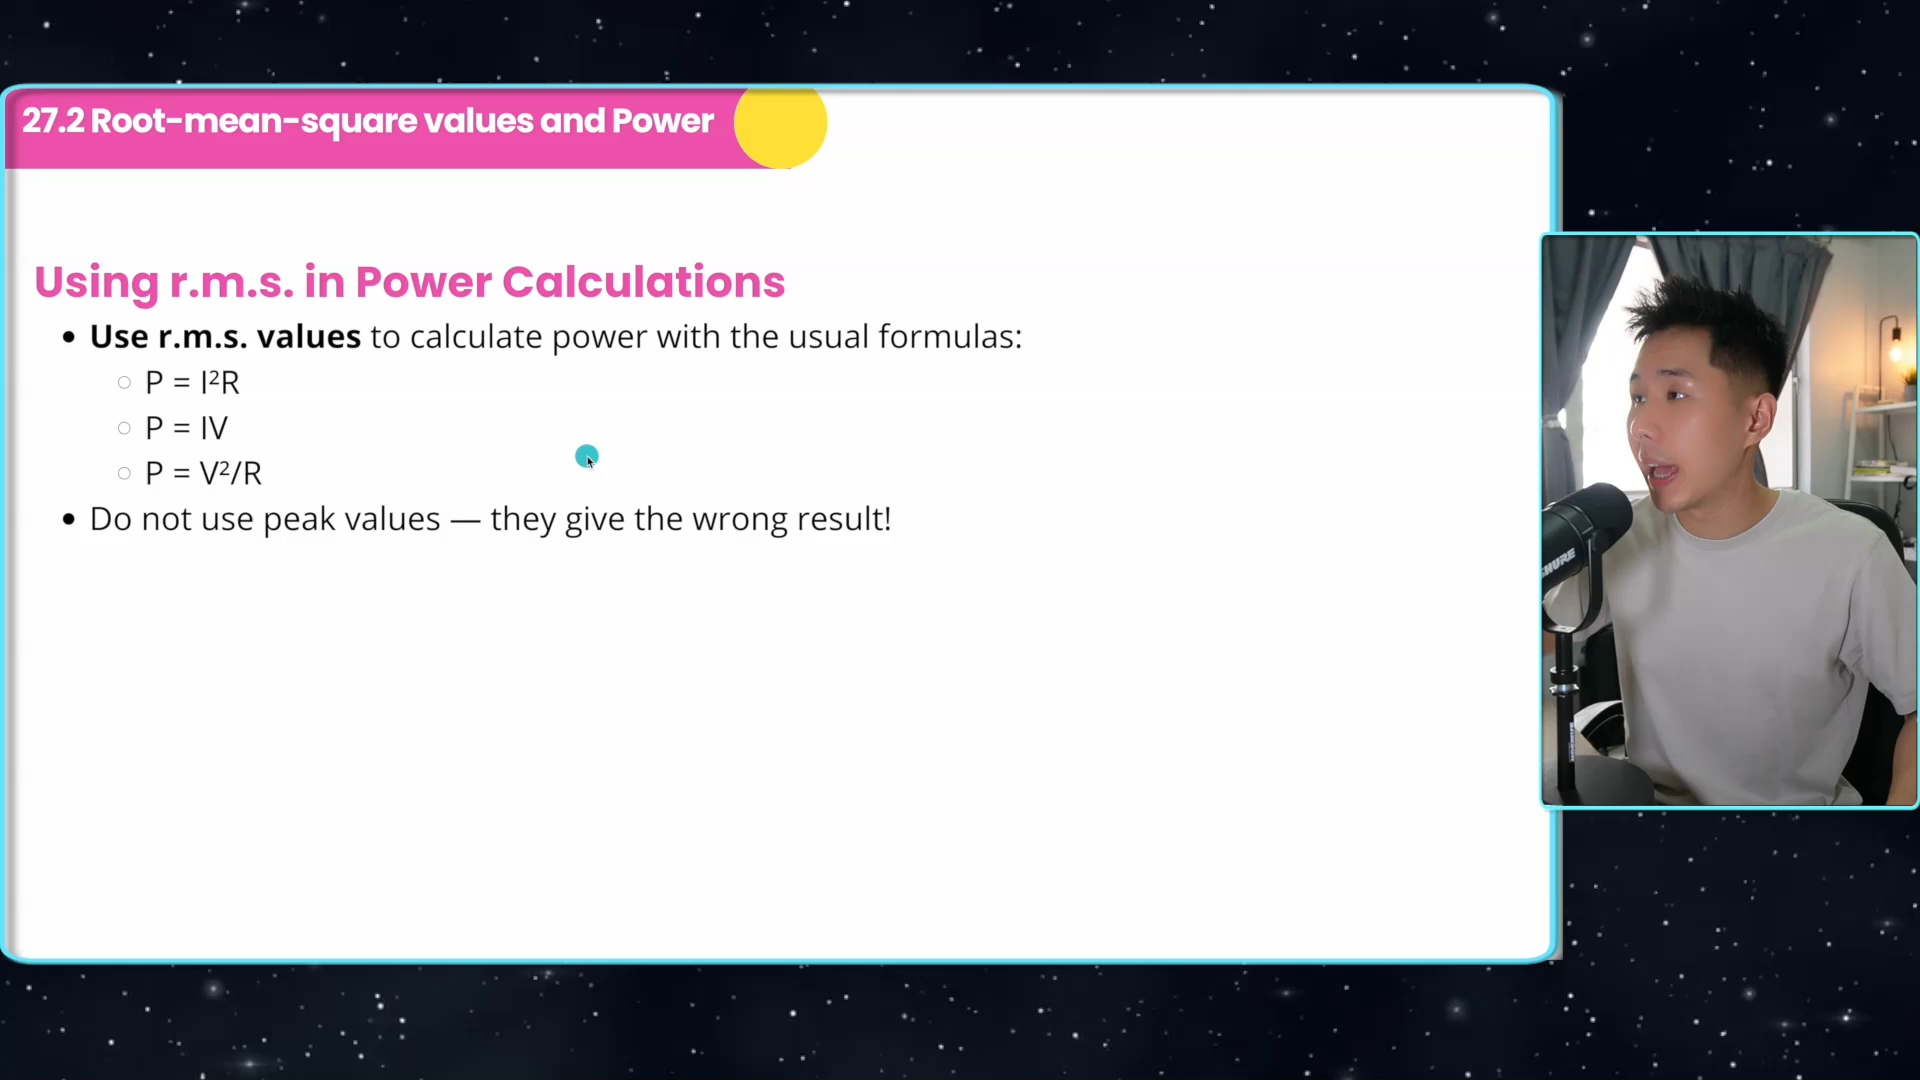 27.2 Root-mean-square values and Power
Using r.m.s. in Power Calculations
• Use r.m.s. values to calculate power with the usual formulas:
○ P = I²R
○ P = IV
○ P = V²/R
• Do not use peak values — they give the wrong result!
SHURE